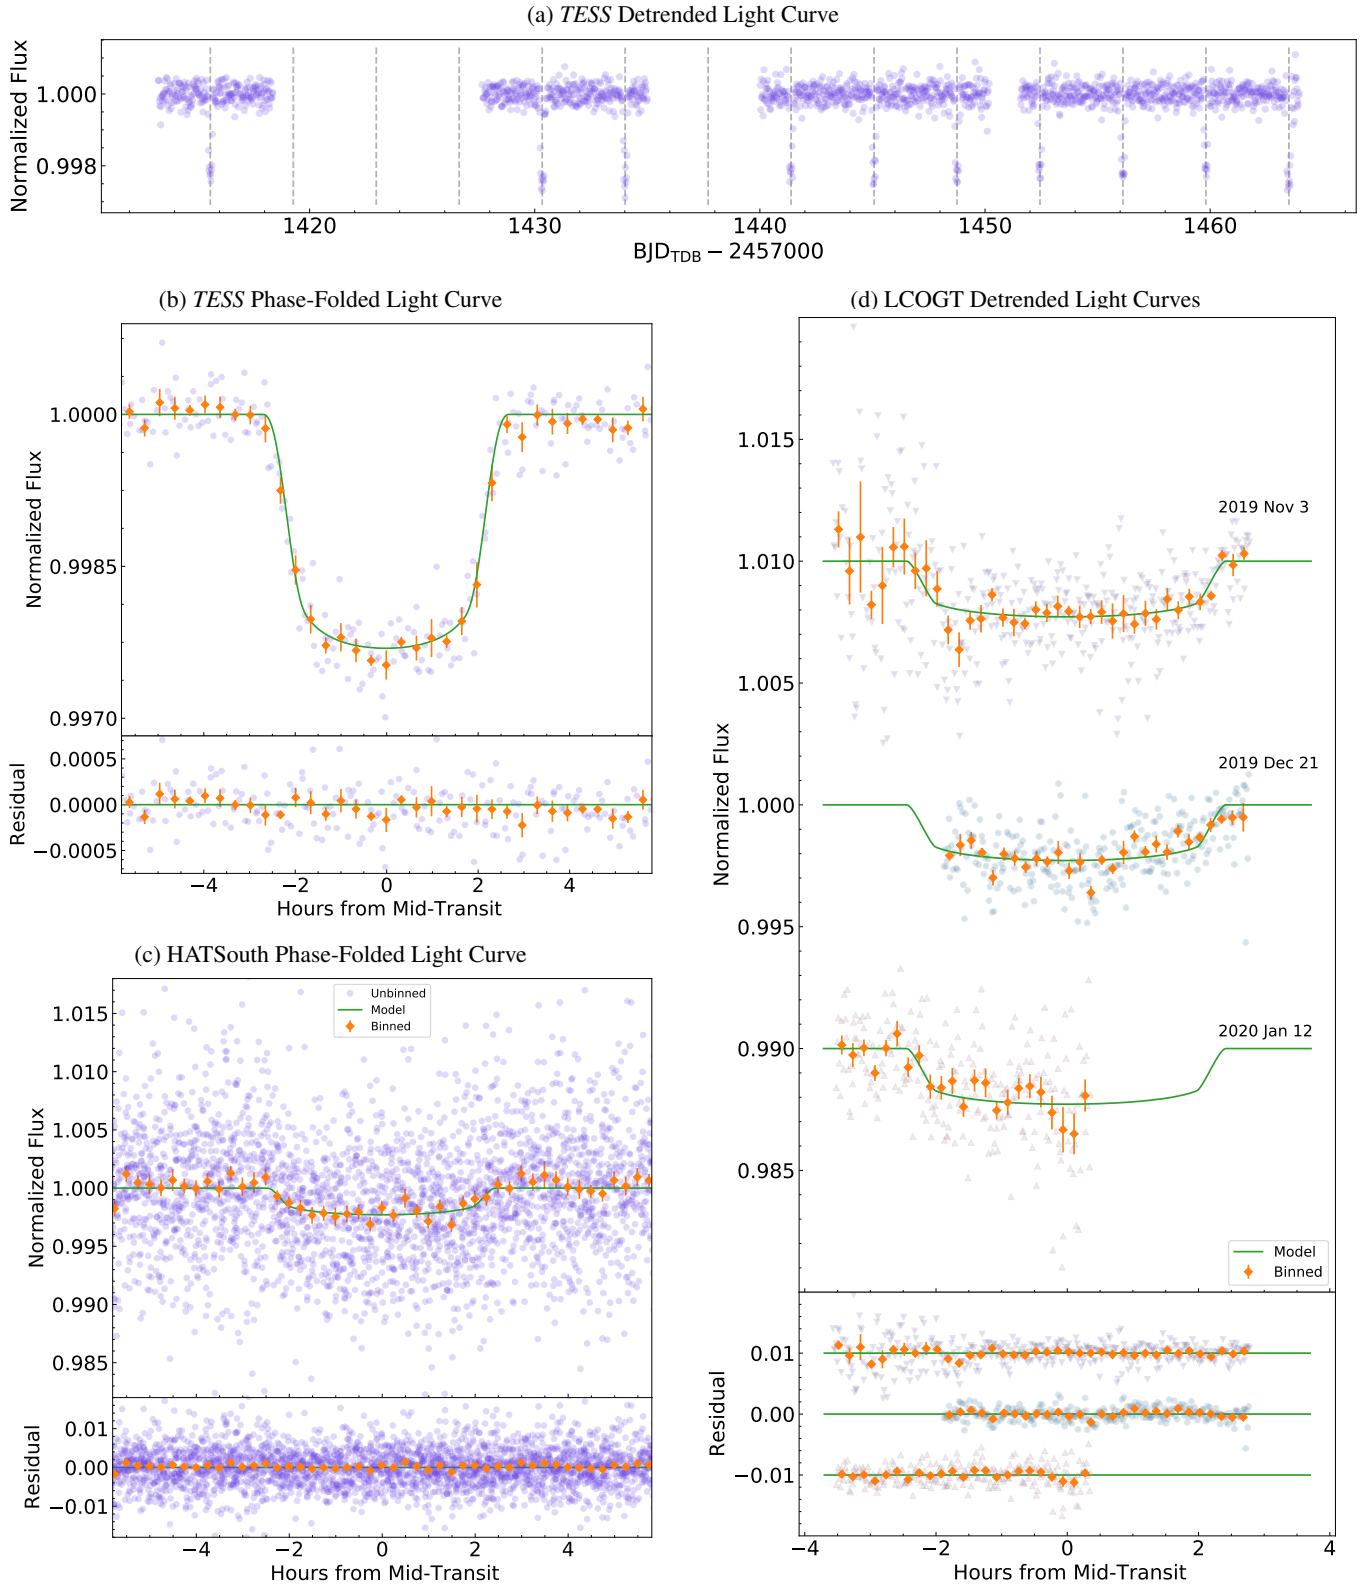 (a) TESS Detrended Light Curve
Normalized Flux
1.000
0.998
1420 1430 1440 1450 1460
BJD_TDB − 2457000
(b) TESS Phase-Folded Light Curve
Normalized Flux
1.0000
0.9985
0.9970
Residual
0.0005
0.0000
−0.0005
−4 −2 0 2 4
Hours from Mid-Transit
(c) HATSouth Phase-Folded Light Curve
Unbinned
Model
Binned
Normalized Flux
1.015
1.010
1.005
1.000
0.995
0.990
0.985
Residual
0.01
0.00
−0.01
−4 −2 0 2 4
Hours from Mid-Transit
(d) LCOGT Detrended Light Curves
Normalized Flux
1.015
1.010
1.005
1.000
0.995
0.990
0.985
2019 Nov 3
2019 Dec 21
2020 Jan 12
Model
Binned
Residual
0.01
0.00
−0.01
−4 −2 0 2 4
Hours from Mid-Transit